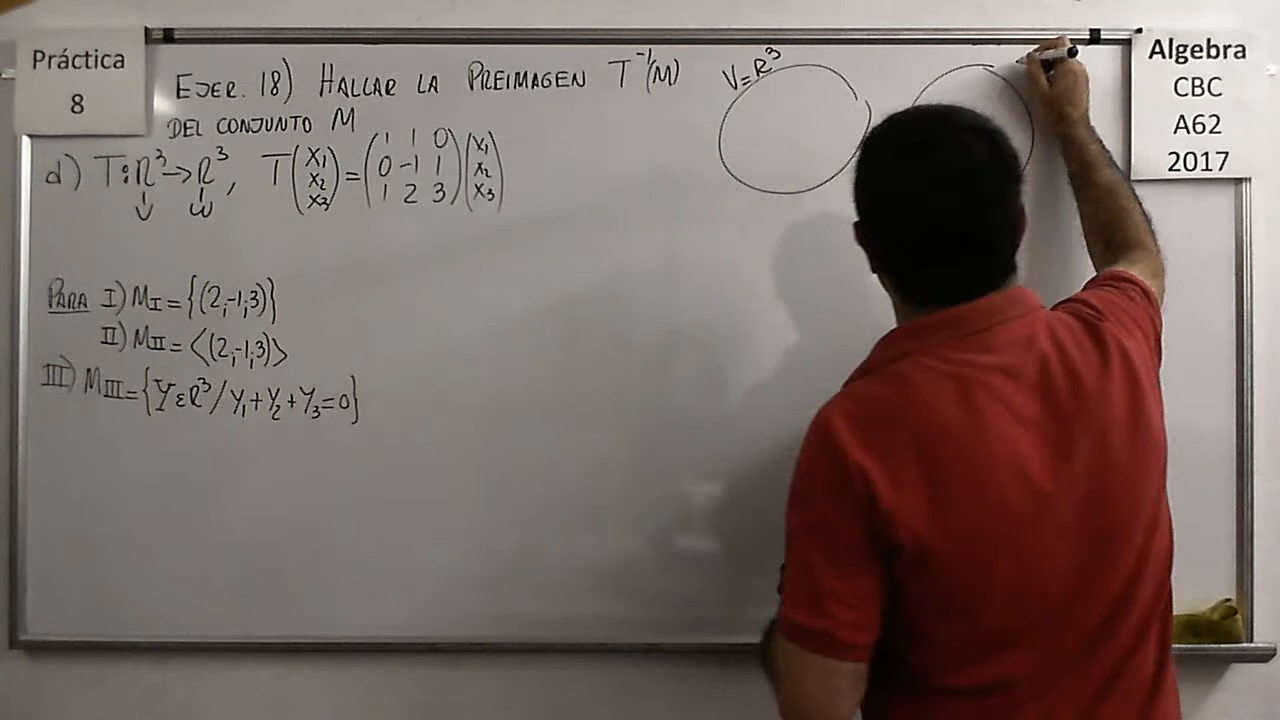 Práctica
8
EJER. 18) HALLAR LA PREIMAGEN T⁻¹(M)
DEL CONJUNTO M
d) T:R³→R³, T(x₁ x₂ x₃)=(1 1 0; 0 -1 1; 1 2 3)(x₁ x₂ x₃)
V W
PARA I) M_I={(2,-1,3)}
II) M_II=<(2,-1,3)>
III) M_III={Y∈R³/Y₁+Y₂+Y₃=0}
V=R³
Algebra
CBC
A62
2017